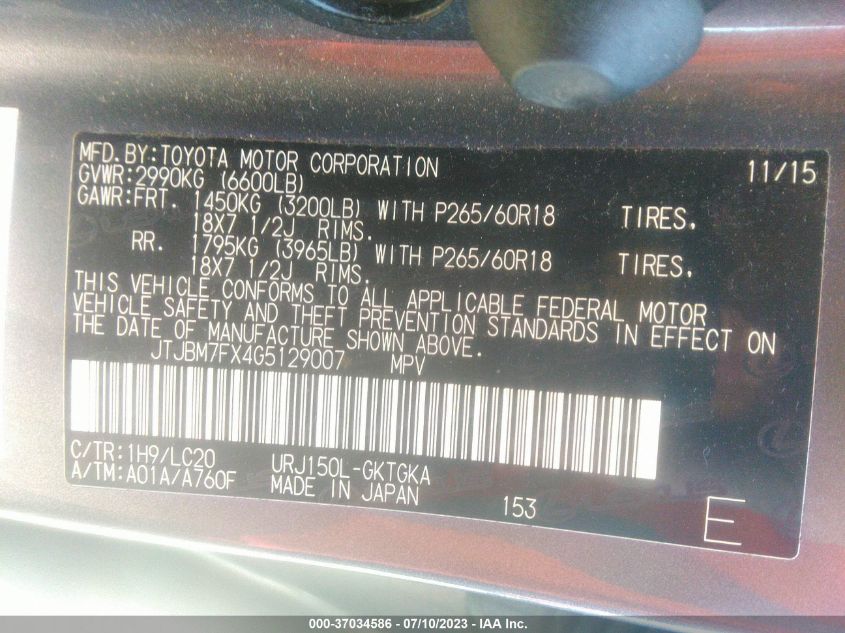 MFD.BY:TOYOTA MOTOR CORPORATION 11/15
GVWR:2990KG (6600LB)
GAWR:FRT. 1450KG (3200LB) WITH P265/60R18 TIRES,
18X7 1/2J RIMS.
RR. 1795KG (3965LB) WITH P265/60R18 TIRES,
18X7 1/2J RIMS.
THIS VEHICLE CONFORMS TO ALL APPLICABLE FEDERAL MOTOR
VEHICLE SAFETY AND THEFT PREVENTION STANDARDS IN EFFECT ON
THE DATE OF MANUFACTURE SHOWN ABOVE.
JTJBM7FX4G5129007 MPV
C/TR:1H9/LC20 URJ150L-GKTGKA
A/TM:A01A/A760F MADE IN JAPAN 153 E
000-37034586 / 07/10/2023 - IAA Inc.